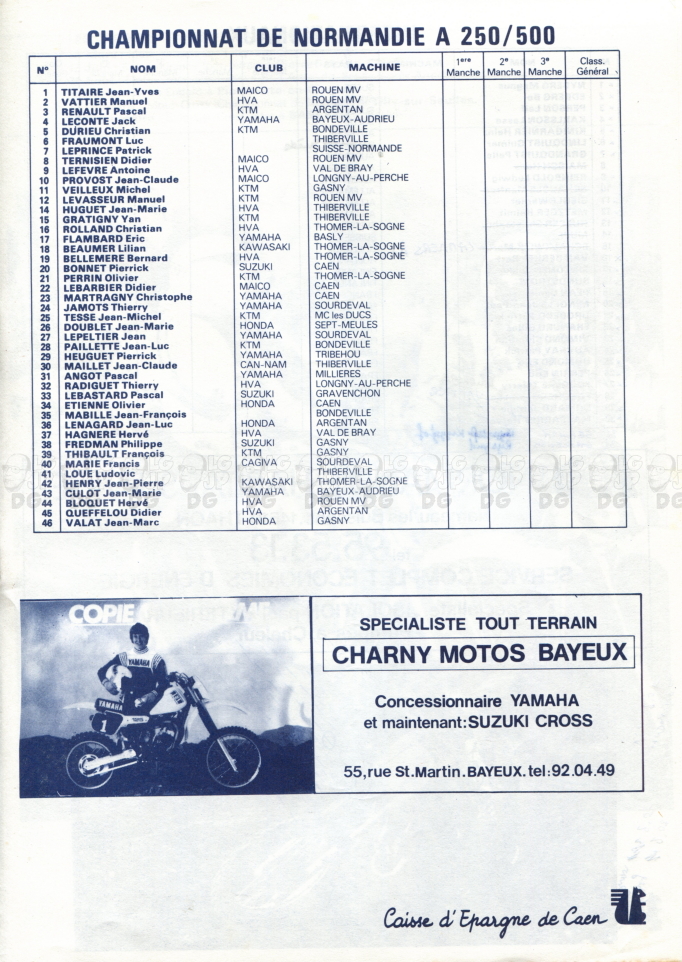 CHAMPIONNAT DE NORMANDIE A 250/500
N° NOM CLUB MACHINE 1ere Manche 2e Manche 3e Manche Class. Général
1 TITAIRE Jean-Yves MAICO ROUEN MV
2 VATTIER Manuel HVA ROUEN MV
3 RENAULT Pascal KTM ARGENTAN
4 LECONTE Jack YAMAHA BAYEUX-AUDRIEU
5 DURIEU Christian KTM BONDEVILLE
6 FRAUMONT Luc THIBERVILLE
7 LEPRINCE Patrick SUISSE-NORMANDE
8 TERNISIEN Didier MAICO ROUEN MV
9 LEFEVRE Antoine HVA VAL DE BRAY
10 PROVOST Jean-Claude MAICO LONGNY-AU-PERCHE
11 VEILLEUX Michel KTM GASNY
12 LEVASSEUR Manuel KTM ROUEN MV
14 HUGUET Jean-Marie HVA THIBERVILLE
15 GRATIGNY Yan KTM THIBERVILLE
16 ROLLAND Christian HVA THOMER-LA-SOGNE
17 FLAMBARD Eric YAMAHA BASLY
18 BEAUMER Lilian KAWASAKI THOMER-LA-SOGNE
19 BELLEMERE Bernard HVA THOMER-LA-SOGNE
20 BONNET Pierrick SUZUKI CAEN
21 PERRIN Olivier KTM THOMER-LA-SOGNE
22 LEBARBIER Didier MAICO CAEN
23 MARTRAGNY Christophe YAMAHA CAEN
24 JAMOTS Thierry YAMAHA SOURDEVAL
25 TESSE Jean-Michel KTM MC les DUCS
26 DOUBLET Jean-Marie HONDA SEPT-MEULES
27 LEPELTIER Jean YAMAHA SOURDEVAL
28 PAILLETTE Jean-Luc KTM BONDEVILLE
29 HEUGUET Pierrick YAMAHA TRIBEHOU
30 MAILLET Jean-Claude CAN-NAM THIBERVILLE
31 ANGOT Pascal YAMAHA MILLIERES
32 RADIGUET Thierry HVA LONGNY-AU-PERCHE
33 LEBASTARD Pascal SUZUKI GRAVENCHON
34 ETIENNE Olivier HONDA CAEN
35 MABILLE Jean-François BONDEVILLE
36 LENAGARD Jean-Luc HONDA ARGENTAN
37 HAGNERE Hervé HVA VAL DE BRAY
38 FREDMAN Philippe SUZUKI GASNY
39 THIBAULT François KTM GASNY
40 MARIE Francis CAGIVA SOURDEVAL
41 LOUE Ludovic THIBERVILLE
42 HENRY Jean-Pierre KAWASAKI THOMER-LA-SOGNE
43 CULOT Jean-Marie YAMAHA BAYEUX-AUDRIEU
44 BLOQUET Hervé HVA ROUEN MV
45 QUEFFELOU Didier HVA ARGENTAN
46 VALAT Jean-Marc HONDA GASNY
COPIE
YAMAHA
YAMAHA
1
SPECIALISTE TOUT TERRAIN
CHARNY MOTOS BAYEUX
Concessionnaire YAMAHA
et maintenant:SUZUKI CROSS
55,rue St.Martin.BAYEUX.tel:92.04.49
Caisse d'Epargne de Caen